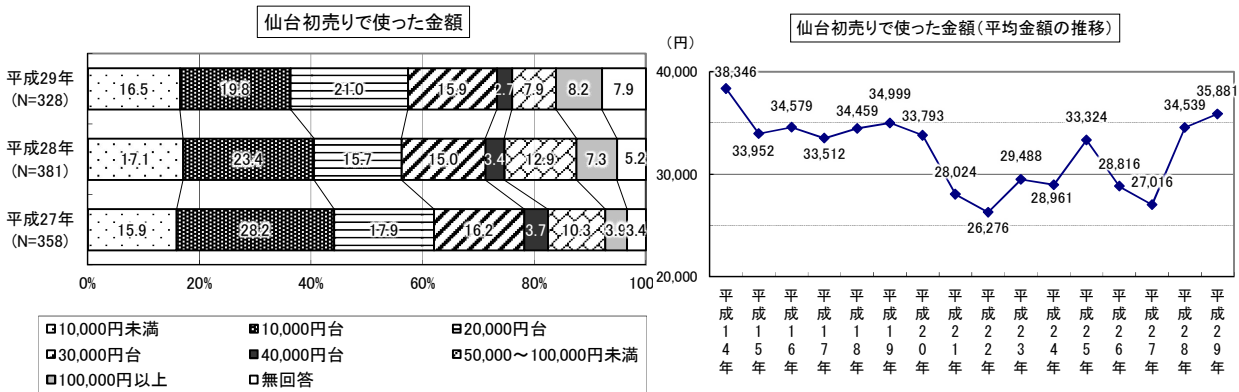 仙台初売りで使った金額
平成29年
(N=328)
16.5 19.8 21.0 15.9 2.7 7.9 8.2 7.9
平成28年
(N=381)
17.1 23.4 15.7 15.0 3.4 12.9 7.3 5.2
平成27年
(N=358)
15.9 28.2 17.9 16.2 3.7 10.3 3.9 3.4
0% 20% 40% 60% 80% 100
10,000円未満 10,000円台 20,000円台
30,000円台 40,000円台 50,000～100,000円未満
100,000円以上 無回答
仙台初売りで使った金額(平均金額の推移)
(円)
40,000
30,000
20,000
38,346
33,952
34,579
33,512
34,459
34,999
33,793
28,024
26,276
29,488
28,961
33,324
28,816
27,016
34,539
35,881
平成14年
平成15年
平成16年
平成17年
平成18年
平成19年
平成20年
平成21年
平成22年
平成23年
平成24年
平成25年
平成26年
平成27年
平成28年
平成29年